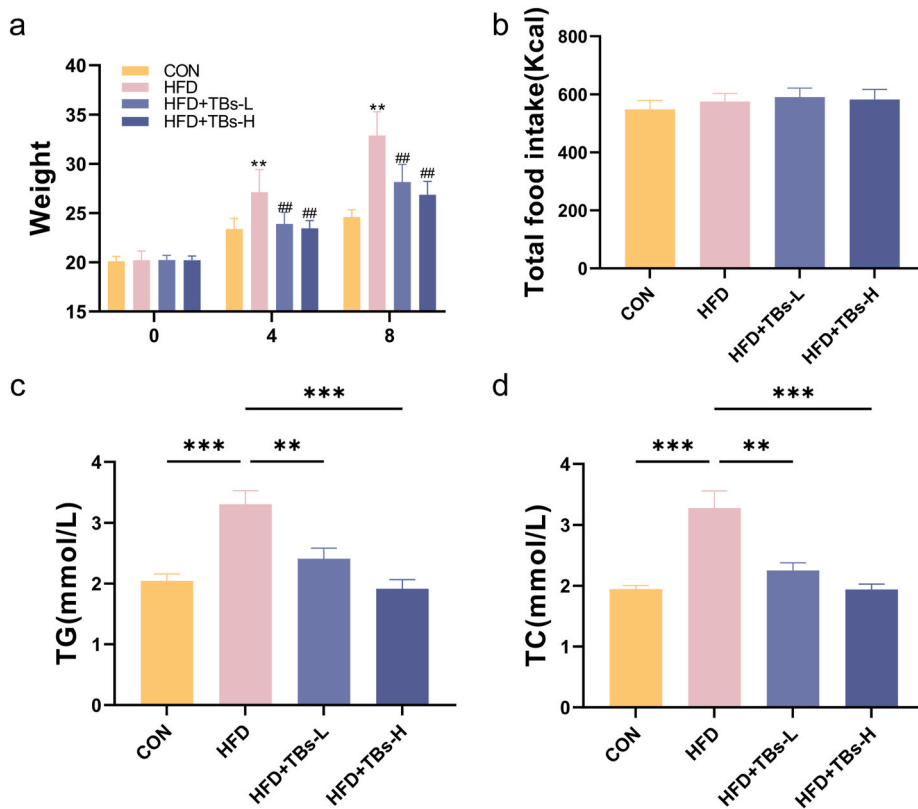 a
Weight
40
35
30
25
20
15
CON
HFD
HFD+TBs-L
HFD+TBs-H
**
##
##
**
##
##
0
4
8
b
Total food intake(Kcal)
800
600
400
200
0
CON
HFD
HFD+TBs-L
HFD+TBs-H
c
TG(mmol/L)
***
***
**
4
3
2
1
0
CON
HFD
HFD+TBs-L
HFD+TBs-H
d
TC(mmol/L)
***
***
**
4
3
2
1
0
CON
HFD
HFD+TBs-L
HFD+TBs-H